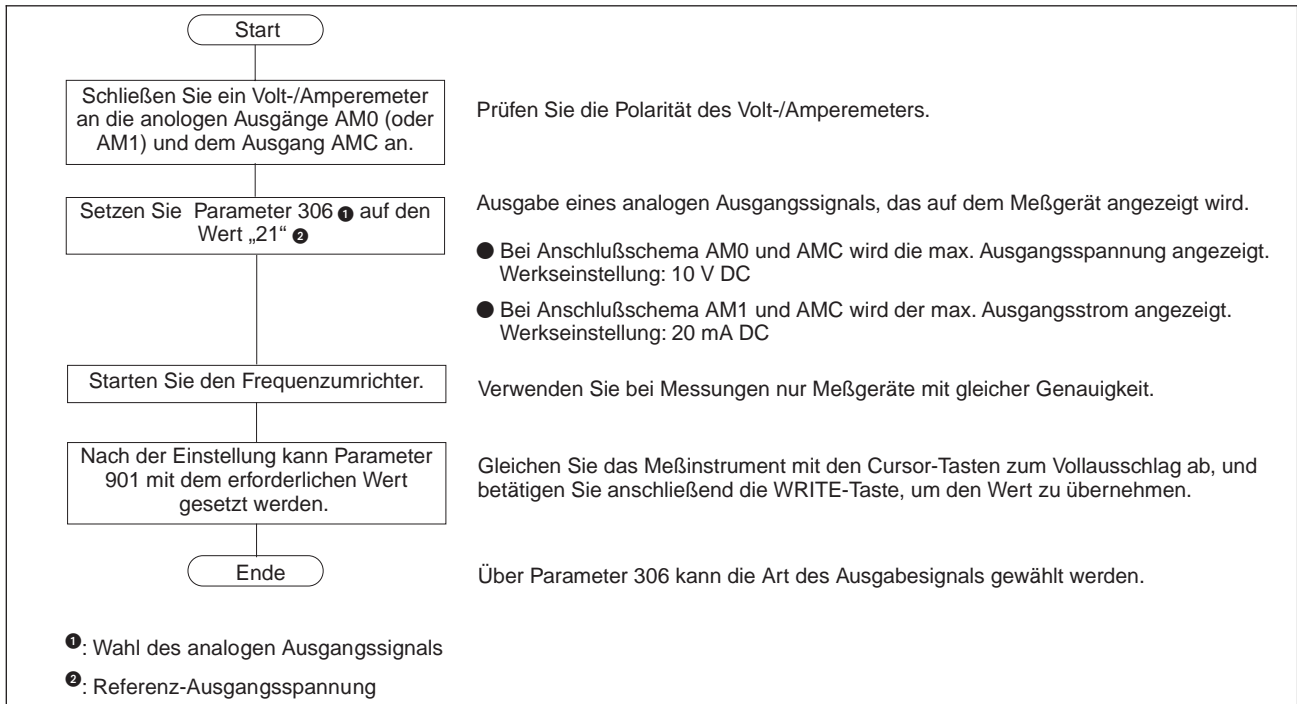 Start
Schließen Sie ein Volt-/Amperemeter
an die anologen Ausgänge AM0 (oder
AM1) und dem Ausgang AMC an.
Prüfen Sie die Polarität des Volt-/Amperemeters.
Setzen Sie Parameter 306 ❶ auf den
Wert „21“ ❷
Ausgabe eines analogen Ausgangssignals, das auf dem Meßgerät angezeigt wird.
● Bei Anschlußschema AM0 und AMC wird die max. Ausgangsspannung angezeigt.
Werkseinstellung: 10 V DC
● Bei Anschlußschema AM1 und AMC wird der max. Ausgangsstrom angezeigt.
Werkseinstellung: 20 mA DC
Starten Sie den Frequenzumrichter.
Verwenden Sie bei Messungen nur Meßgeräte mit gleicher Genauigkeit.
Nach der Einstellung kann Parameter
901 mit dem erforderlichen Wert
gesetzt werden.
Gleichen Sie das Meßinstrument mit den Cursor-Tasten zum Vollausschlag ab, und
betätigen Sie anschließend die WRITE-Taste, um den Wert zu übernehmen.
Ende
Über Parameter 306 kann die Art des Ausgabesignals gewählt werden.
❶: Wahl des analogen Ausgangssignals
❷: Referenz-Ausgangsspannung